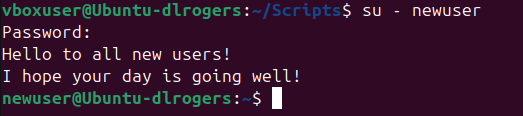 vboxuser@Ubuntu-dlrogers:~/Scripts$ su - newuser
Password:
Hello to all new users!
I hope your day is going well!
newuser@Ubuntu-dlrogers:~$